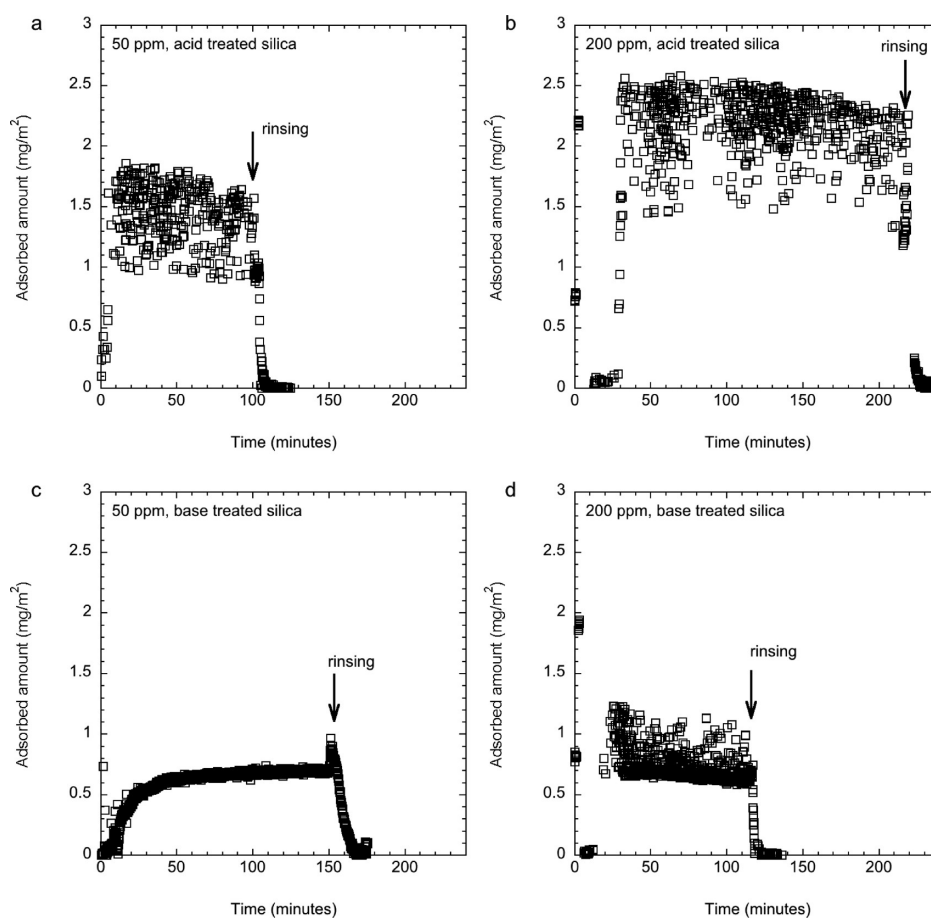 a
50 ppm, acid treated silica
rinsing
3
2.5
2
1.5
1
0.5
0
0 50 100 150 200
Adsorbed amount (mg/m²)
Time (minutes)
b
200 ppm, acid treated silica
rinsing
3
2.5
2
1.5
1
0.5
0
0 50 100 150 200
Adsorbed amount (mg/m²)
Time (minutes)
c
50 ppm, base treated silica
rinsing
3
2.5
2
1.5
1
0.5
0
0 50 100 150 200
Adsorbed amount (mg/m²)
Time (minutes)
d
200 ppm, base treated silica
rinsing
3
2.5
2
1.5
1
0.5
0
0 50 100 150 200
Adsorbed amount (mg/m²)
Time (minutes)